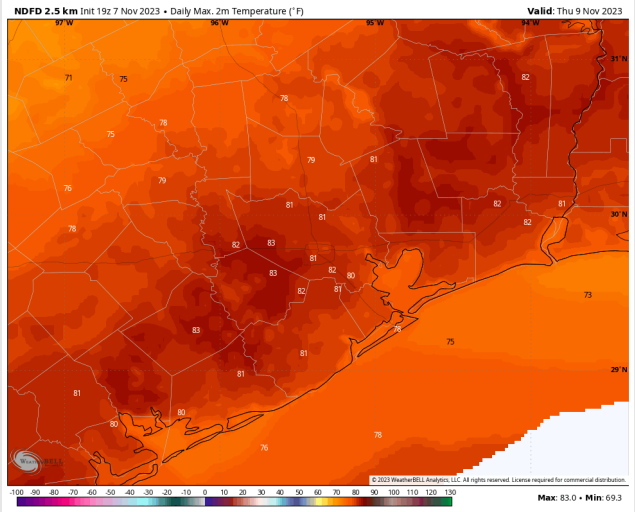 NDFD 2.5 km Init 19z 7 Nov 2023 • Daily Max. 2m Temperature (°F)
Valid: Thu 9 Nov 2023
97°W 96°W 95°W 94°W
31°N
71 75 82
78
78
75
79 81
79
76
81 82 81
81 30°N
82
78
82 83
81
83 82 80
82 81
73
83 78
75
81
29°N
81
81
80
80
78
76
WEATHERBELL
© 2023 WeatherBELL Analytics, LLC. All rights reserved. License required for commercial distribution.
-100 -90 -80 -70 -60 -50 -40 -30 -20 -10 0 10 20 30 40 50 60 70 80 90 100 110 120 130
Max: 83.0 • Min: 69.3